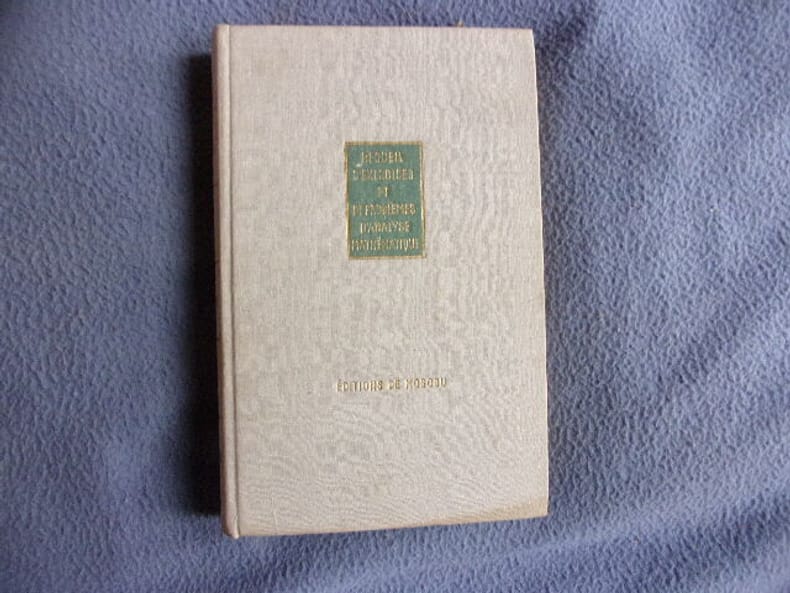 RECUEIL
D'EXERCICES
ET
DE PROBLÈMES
D'ANALYSE
MATHÉMATIQUE
ÉDITIONS DE MOSCOU